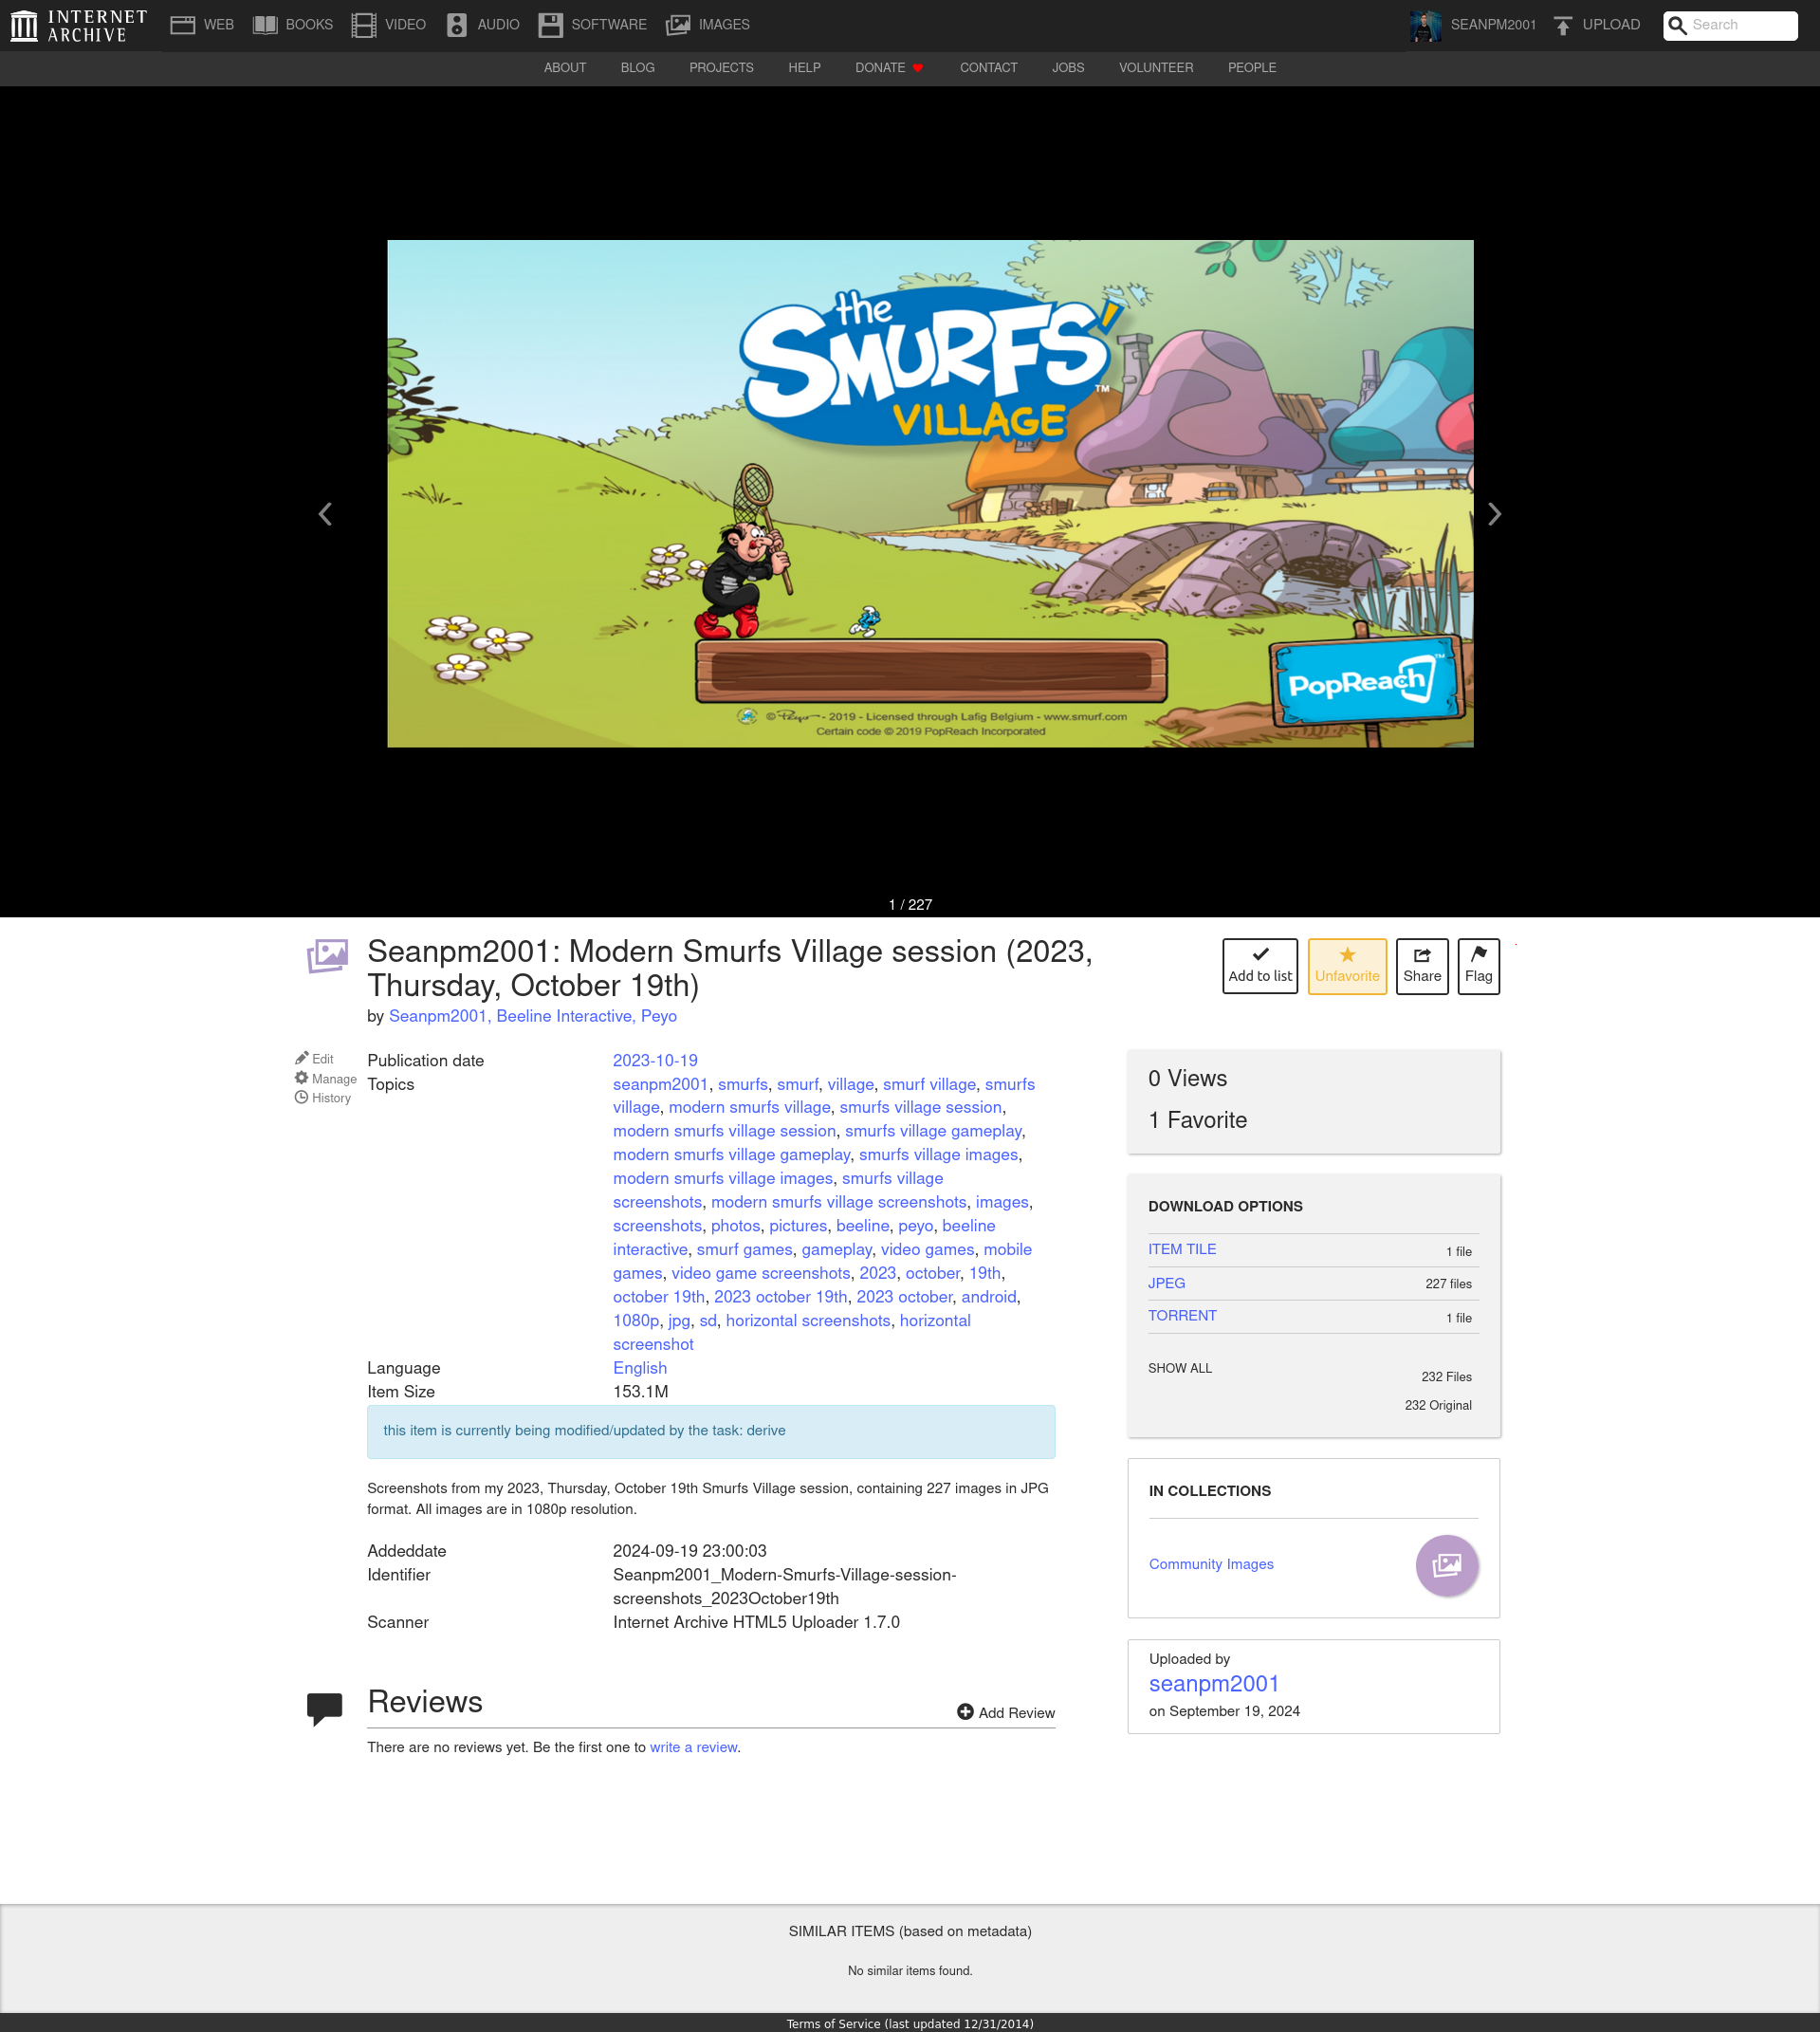 INTERNET ARCHIVE
WEB BOOKS VIDEO AUDIO SOFTWARE IMAGES SEANPM2001 UPLOAD Search
ABOUT BLOG PROJECTS HELP DONATE CONTACT JOBS VOLUNTEER PEOPLE
the
SMURFS'
TM
VILLAGE
PopReach™
© Peyo - 2019 - Licensed through Lafig Belgium - www.smurf.com
Certain code © 2019 PopReach Incorporated
1 / 227
Seanpm2001: Modern Smurfs Village session (2023,
Thursday, October 19th)
by Seanpm2001, Beeline Interactive, Peyo
Add to list Unfavorite Share Flag
Edit
Manage
History
Publication date 2023-10-19
Topics seanpm2001, smurfs, smurf, village, smurf village, smurfs
village, modern smurfs village, smurfs village session,
modern smurfs village session, smurfs village gameplay,
modern smurfs village gameplay, smurfs village images,
modern smurfs village images, smurfs village
screenshots, modern smurfs village screenshots, images,
screenshots, photos, pictures, beeline, peyo, beeline
interactive, smurf games, gameplay, video games, mobile
games, video game screenshots, 2023, october, 19th,
october 19th, 2023 october 19th, 2023 october, android,
1080p, jpg, sd, horizontal screenshots, horizontal
screenshot
Language English
Item Size 153.1M
this item is currently being modified/updated by the task: derive
Screenshots from my 2023, Thursday, October 19th Smurfs Village session, containing 227 images in JPG
format. All images are in 1080p resolution.
Addeddate 2024-09-19 23:00:03
Identifier Seanpm2001_Modern-Smurfs-Village-session-
screenshots_2023October19th
Scanner Internet Archive HTML5 Uploader 1.7.0
Reviews
Add Review
There are no reviews yet. Be the first one to write a review.
0 Views
1 Favorite
DOWNLOAD OPTIONS
ITEM TILE 1 file
JPEG 227 files
TORRENT 1 file
SHOW ALL 232 Files
232 Original
IN COLLECTIONS
Community Images
Uploaded by
seanpm2001
on September 19, 2024
SIMILAR ITEMS (based on metadata)
No similar items found.
Terms of Service (last updated 12/31/2014)